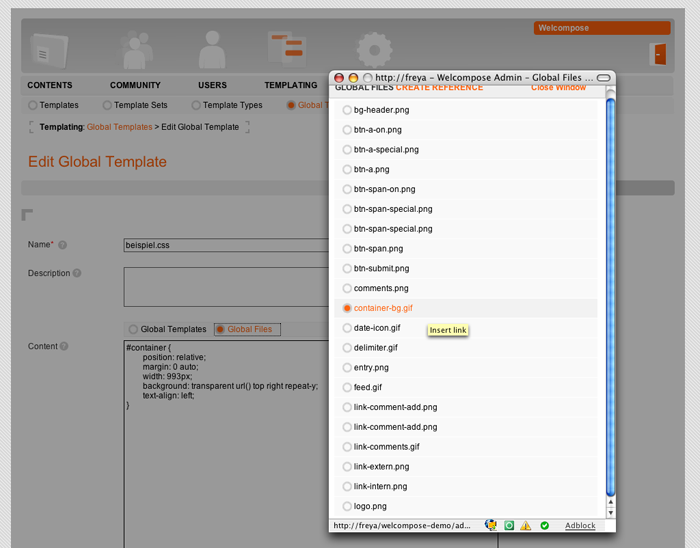 Welcompose
CONTENTS COMMUNITY USERS TEMPLATING
Templates Template Sets Template Types Global T
Templating: Global Templates > Edit Global Template
Edit Global Template
Name* ?
beispiel.css
Description ?
Global Templates Global Files
Content ?
#container {
position: relative;
margin: 0 auto;
width: 993px;
background: transparent url() top right repeat-y;
text-align: left;
}
http://freya – Welcompose Admin – Global Files ...
GLOBAL FILES CREATE REFERENCE Close Window
bg-header.png
btn-a-on.png
btn-a-special.png
btn-a.png
btn-span-on.png
btn-span-special.png
btn-span-special.png
btn-span.png
btn-submit.png
comments.png
container-bg.gif
date-icon.gif
Insert link
delimiter.gif
entry.png
feed.gif
link-comment-add.png
link-comment-add.png
link-comments.gif
link-extern.png
link-intern.png
logo.png
http://freya/welcompose-demo/ad... Adblock